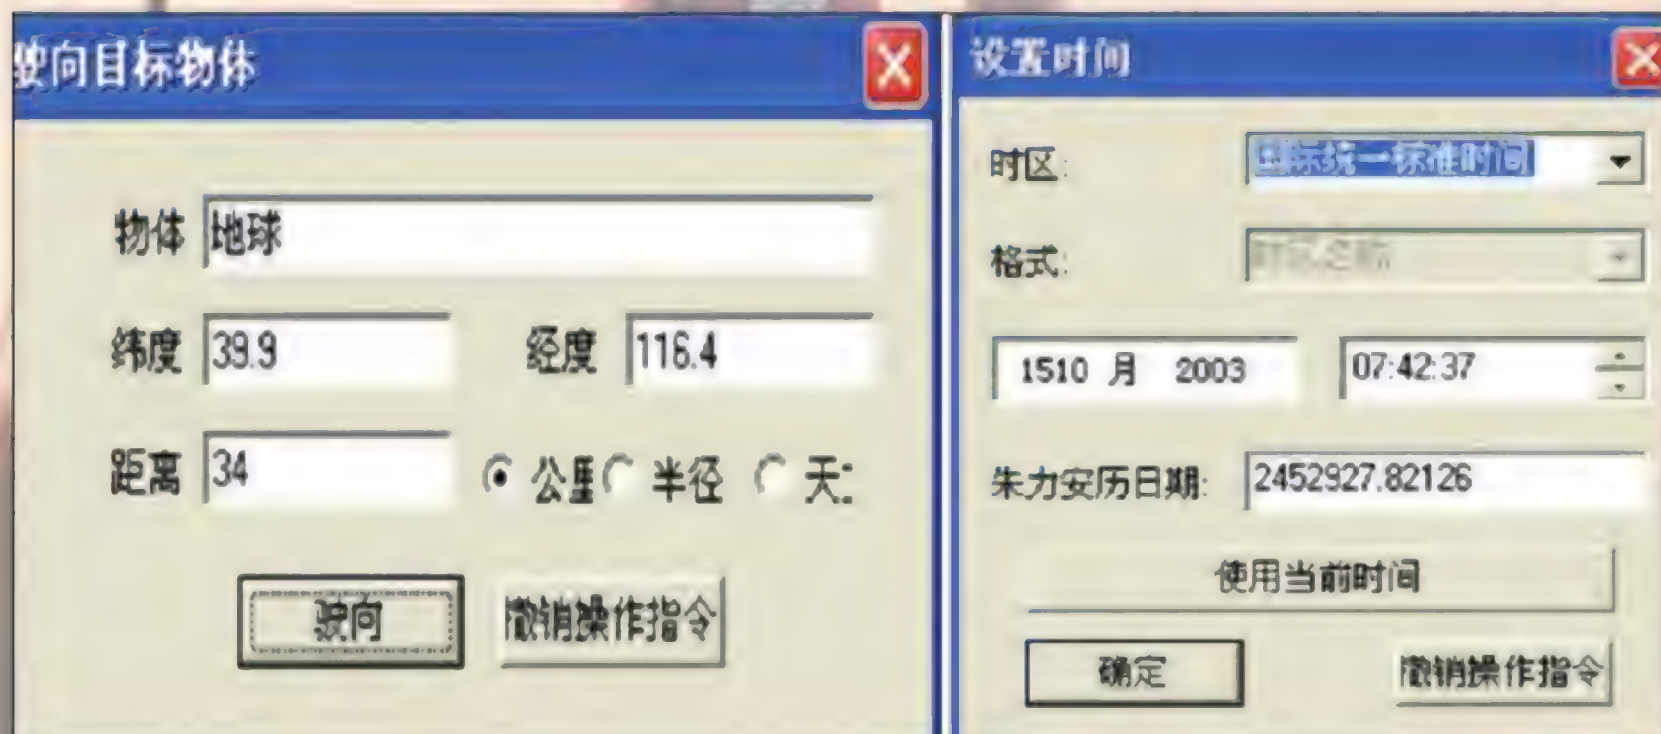 驶向目标物体
物体 地球
纬度 39.9 经度 116.4
距离 34 公里 半径 天
驶向 撤销操作指令
设置时间
时区: 国际统一标准时间
格式: 时区名称
1510 月 2003 07:42:37
朱力安历日期: 2452927.82126
使用当前时间
确定 撤销操作指令